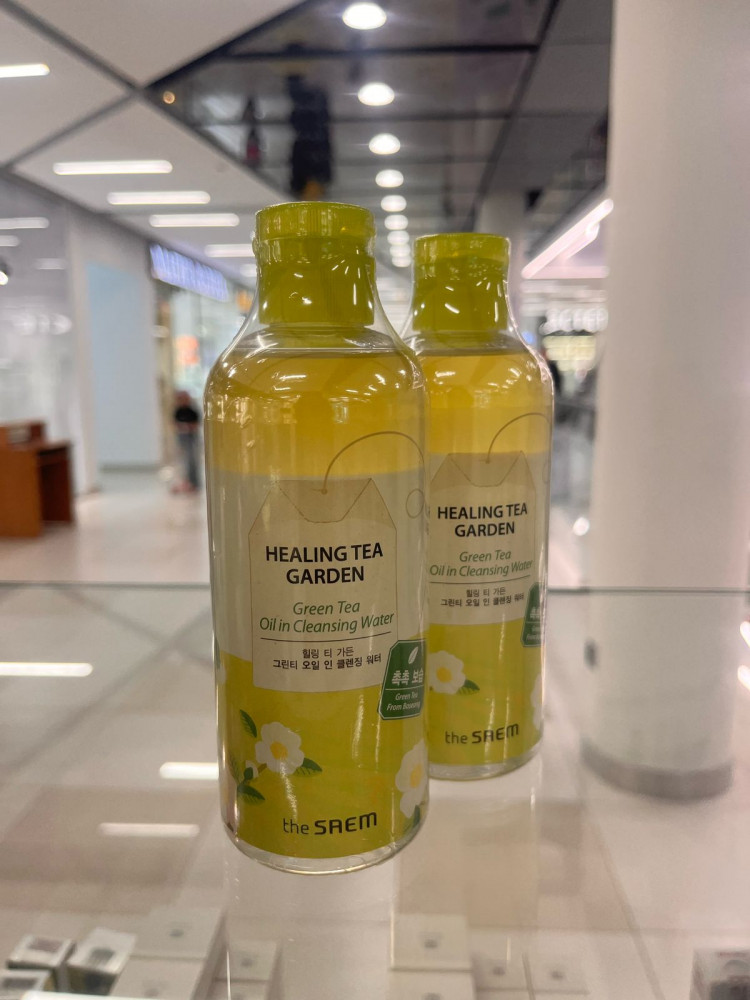 HEALING TEA
GARDEN
Green Tea
Oil in Cleansing Water
힐링 티 가든
그린티 오일 인 클렌징 워터
촉촉 보습
Green Tea
the SAEM
HEALING TEA
GARDEN
Green Tea
Oil in Cleansing Water
힐링 티 가든
그린티 오일 인 클렌징 워터
the SAEM